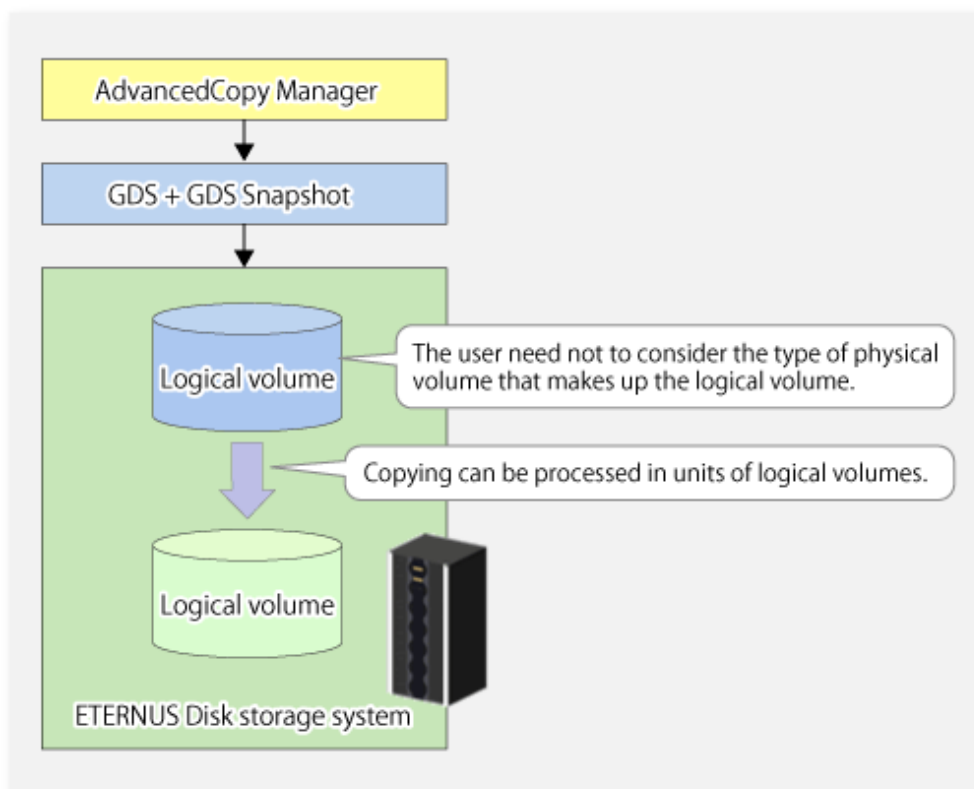 AdvancedCopy Manager
GDS + GDS Snapshot
Logical volume
The user need not to consider the type of physical
volume that makes up the logical volume.
Copying can be processed in units of logical volumes.
Logical volume
ETERNUS Disk storage system